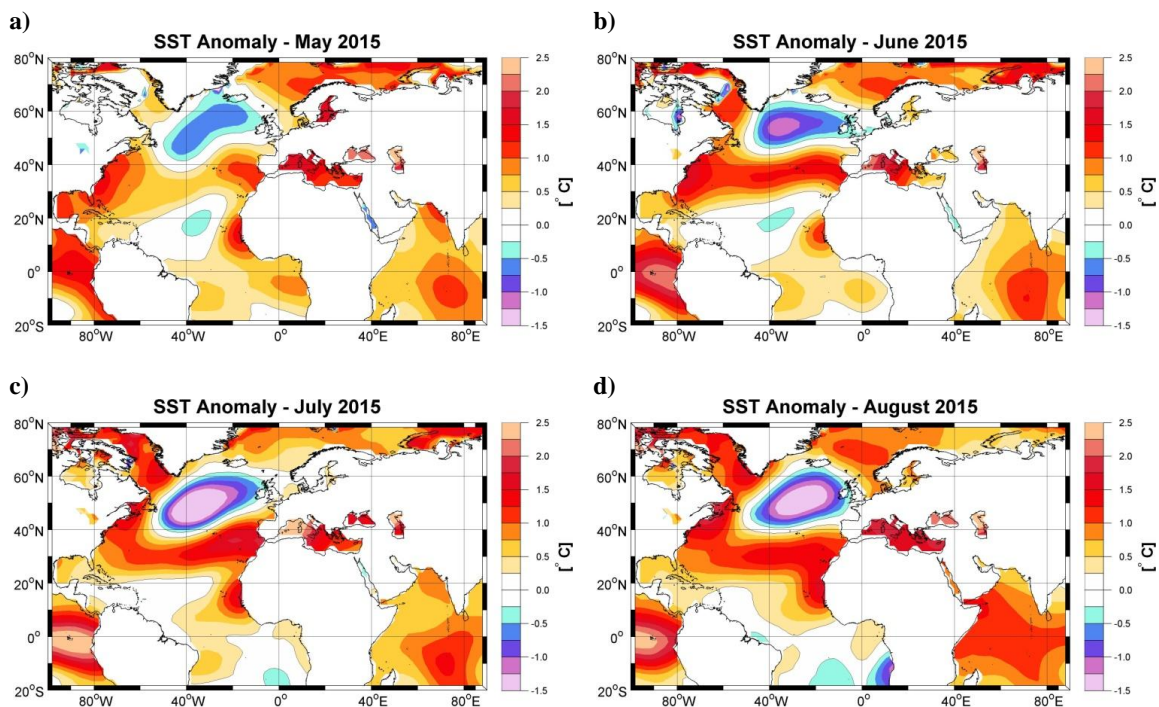 a)
SST Anomaly - May 2015
80°N
60°N
40°N
20°N
0°
20°S
80°W
40°W
0°E
40°E
80°E
2.5
2.0
1.5
1.0
0.5
0.0
-0.5
-1.0
-1.5
[°C]
b)
SST Anomaly - June 2015
80°N
60°N
40°N
20°N
0°
20°S
80°W
40°W
0°E
40°E
80°E
2.5
2.0
1.5
1.0
0.5
0.0
-0.5
-1.0
-1.5
[°C]
c)
SST Anomaly - July 2015
80°N
60°N
40°N
20°N
0°
20°S
80°W
40°W
0°E
40°E
80°E
2.5
2.0
1.5
1.0
0.5
0.0
-0.5
-1.0
-1.5
[°C]
d)
SST Anomaly - August 2015
80°N
60°N
40°N
20°N
0°
20°S
80°W
40°W
0°E
40°E
80°E
2.5
2.0
1.5
1.0
0.5
0.0
-0.5
-1.0
-1.5
[°C]